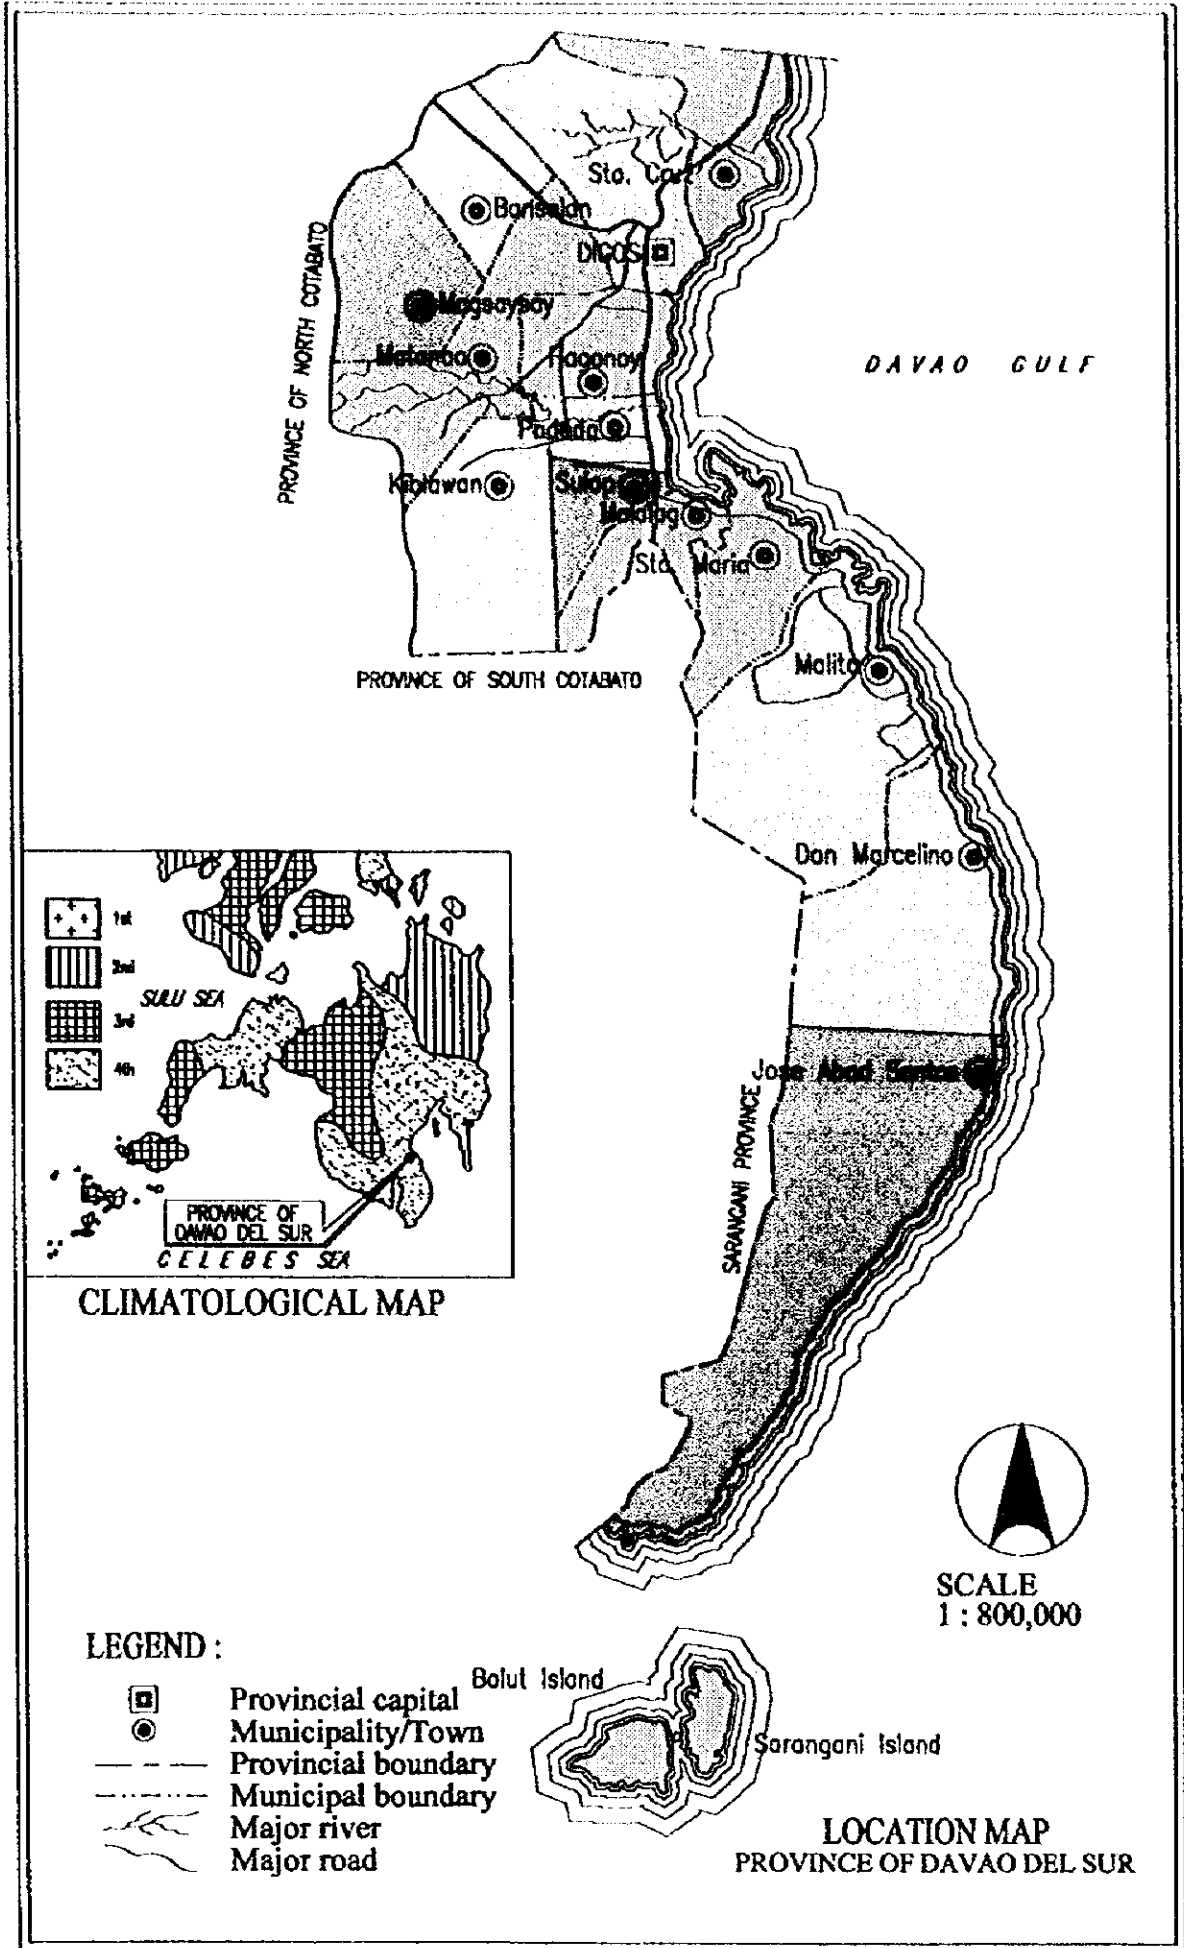 Sta. Cruz
Bansalan
DIGOS
PROVINCE OF NORTH COTABATO
Magsaysay
Matanao
Hagonoy
DAVAO GULF
Padada
Kiblawan
Sulop
Malalag
Sta. Maria
PROVINCE OF SOUTH COTABATO
Malita
Don Marcelino
Jose Abad Santos
SARANGANI PROVINCE
1st
2nd
3rd
4th
SULU SEA
PROVINCE OF
DAVAO DEL SUR
CELEBES SEA
CLIMATOLOGICAL MAP
SCALE
1 : 800,000
LEGEND :
Provincial capital
Municipality/Town
Provincial boundary
Municipal boundary
Major river
Major road
Balut Island
Sarangani Island
LOCATION MAP
PROVINCE OF DAVAO DEL SUR